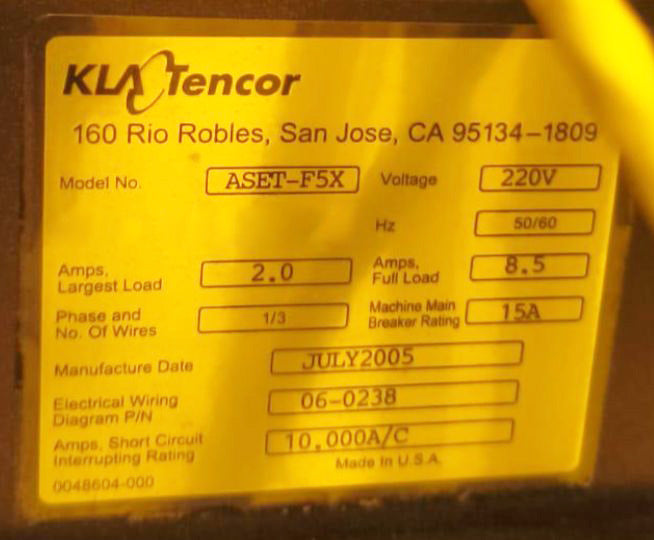 KLA Tencor
160 Rio Robles, San Jose, CA 95134-1809
Model No. ASET-F5X Voltage 220V
Hz 50/60
Amps, Largest Load 2.0 Amps, Full Load 8.5
Phase and No. Of Wires 1/3 Machine Main Breaker Rating 15A
Manufacture Date JULY2005
Electrical Wiring Diagram P/N 06-0238
Amps, Short Circuit Interrupting Rating 10,000A/C
Made In U.S.A.
0048604-000